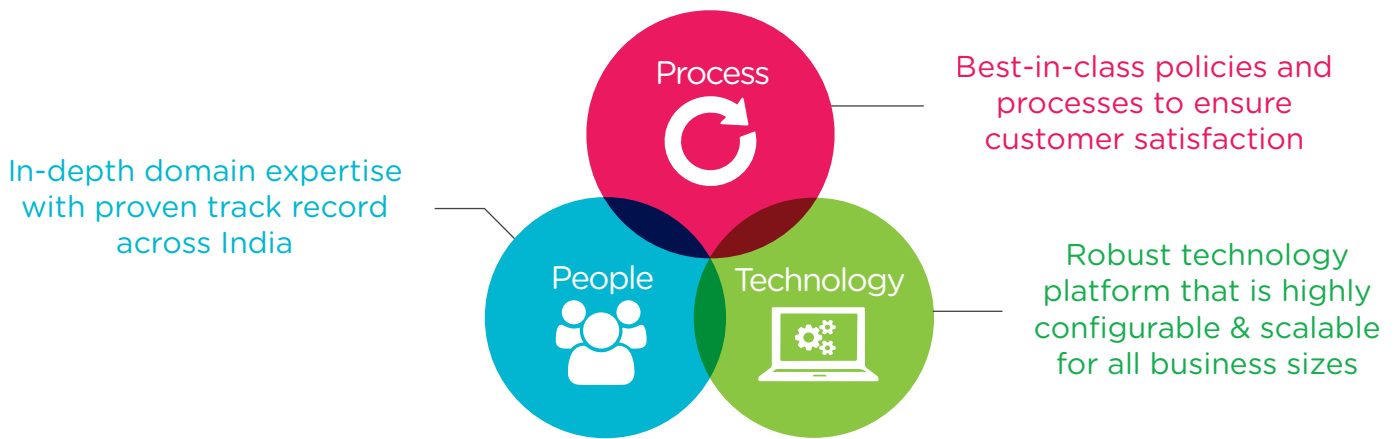 Process
Best-in-class policies and
processes to ensure
customer satisfaction
In-depth domain expertise
with proven track record
across India
People
Technology
Robust technology
platform that is highly
configurable & scalable
for all business sizes